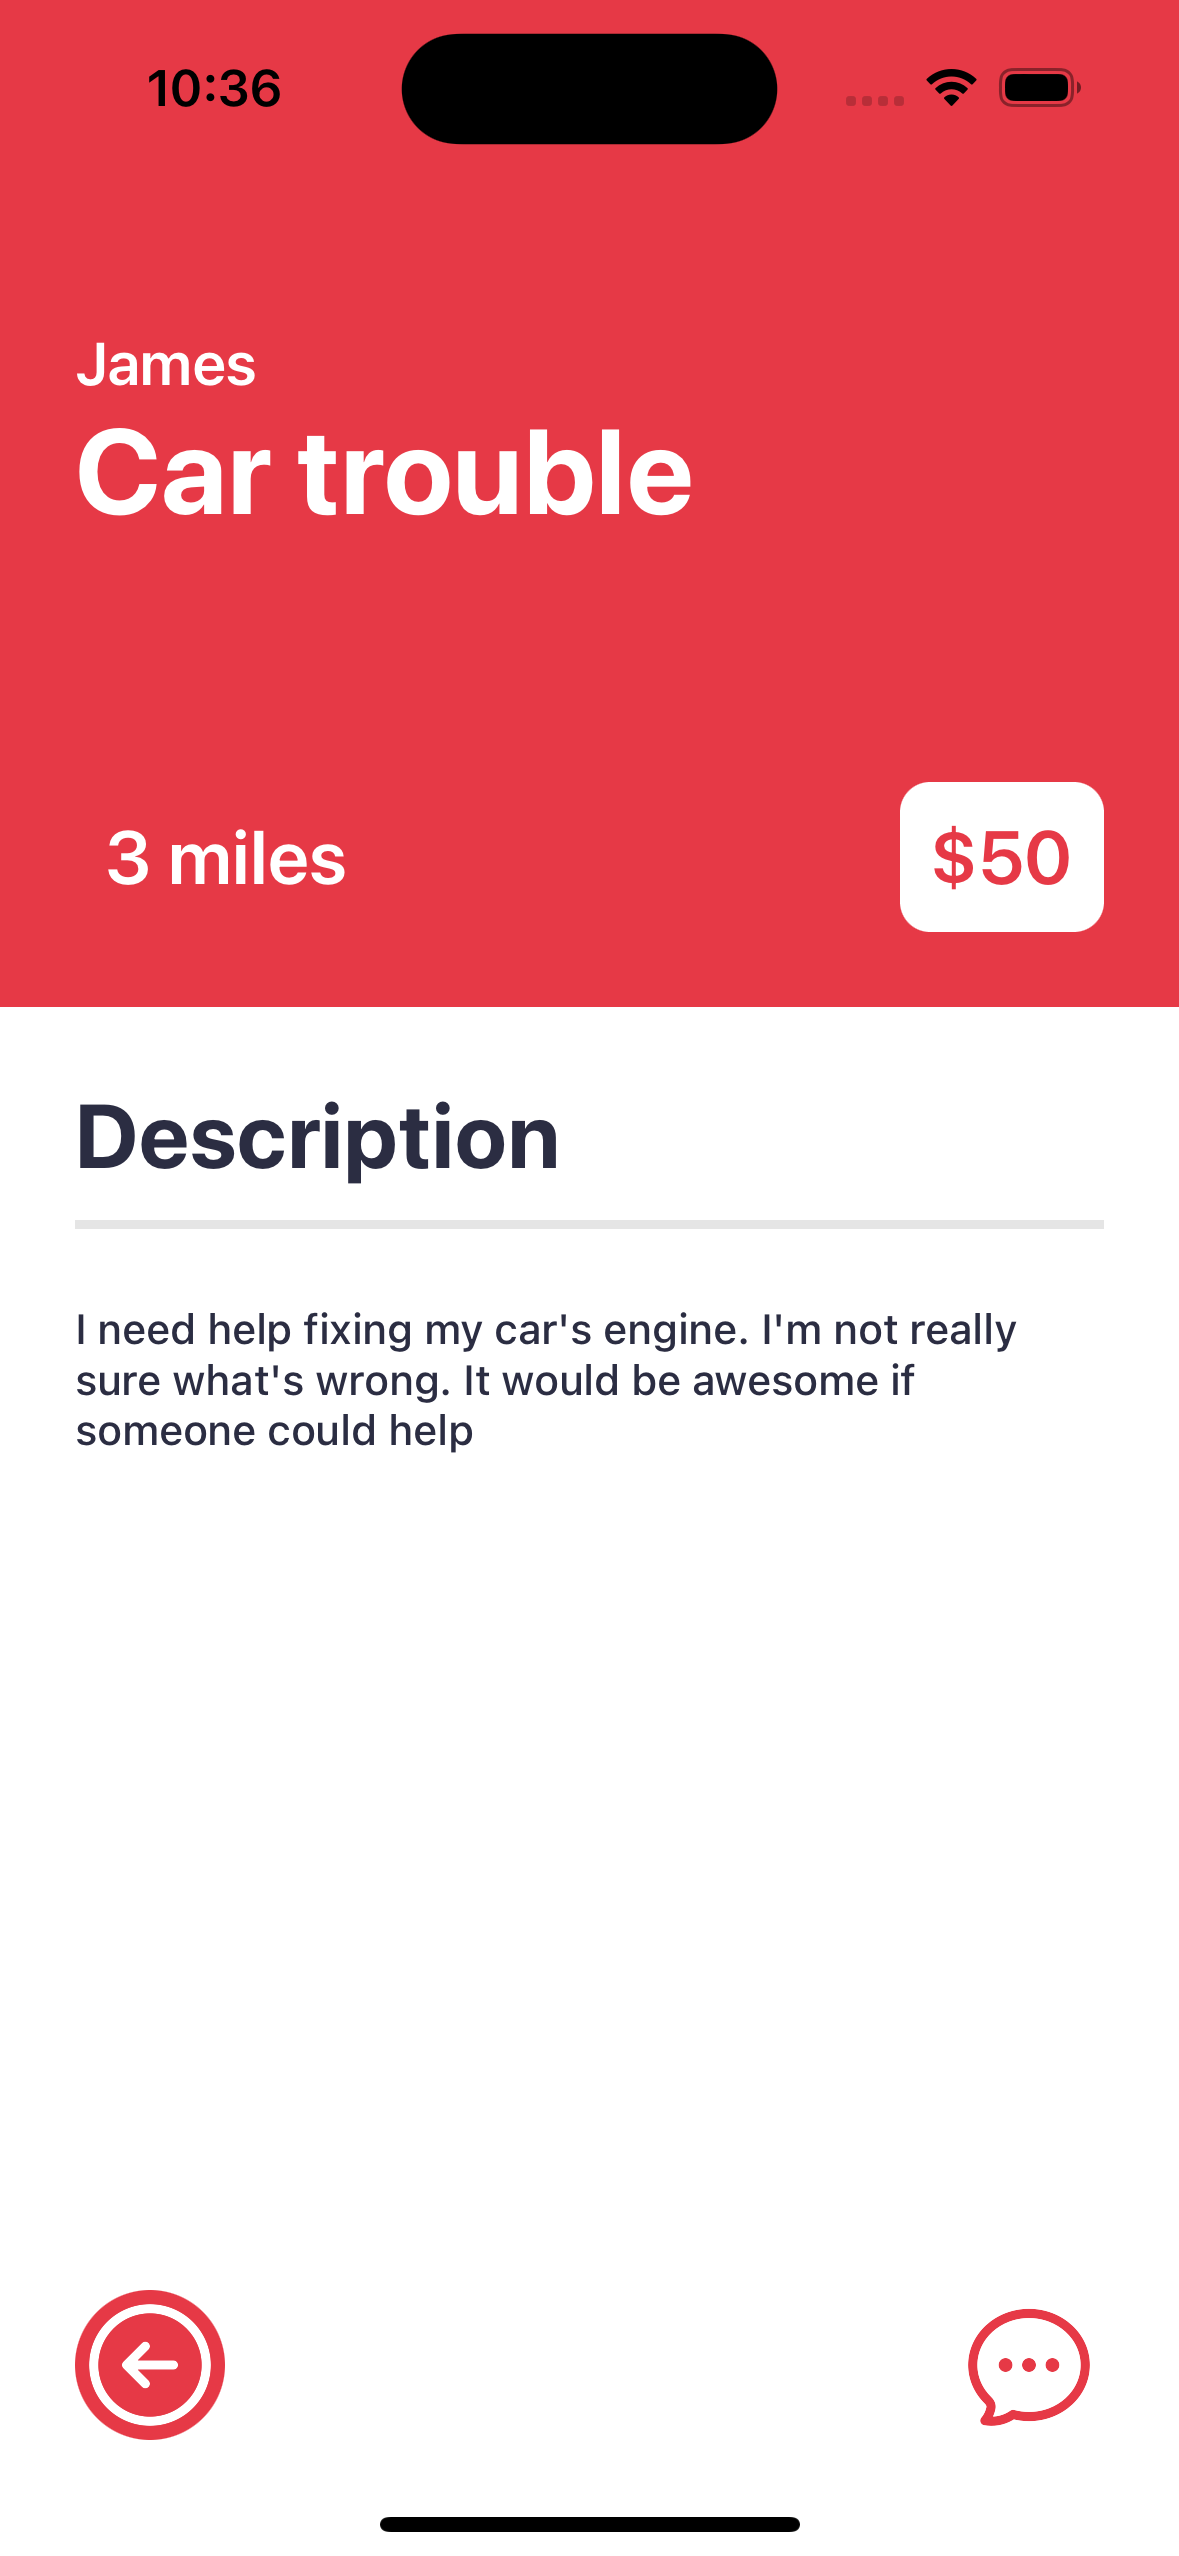 10:36
James
Car trouble
3 miles
$50
Description
I need help fixing my car's engine. I'm not really
sure what's wrong. It would be awesome if
someone could help